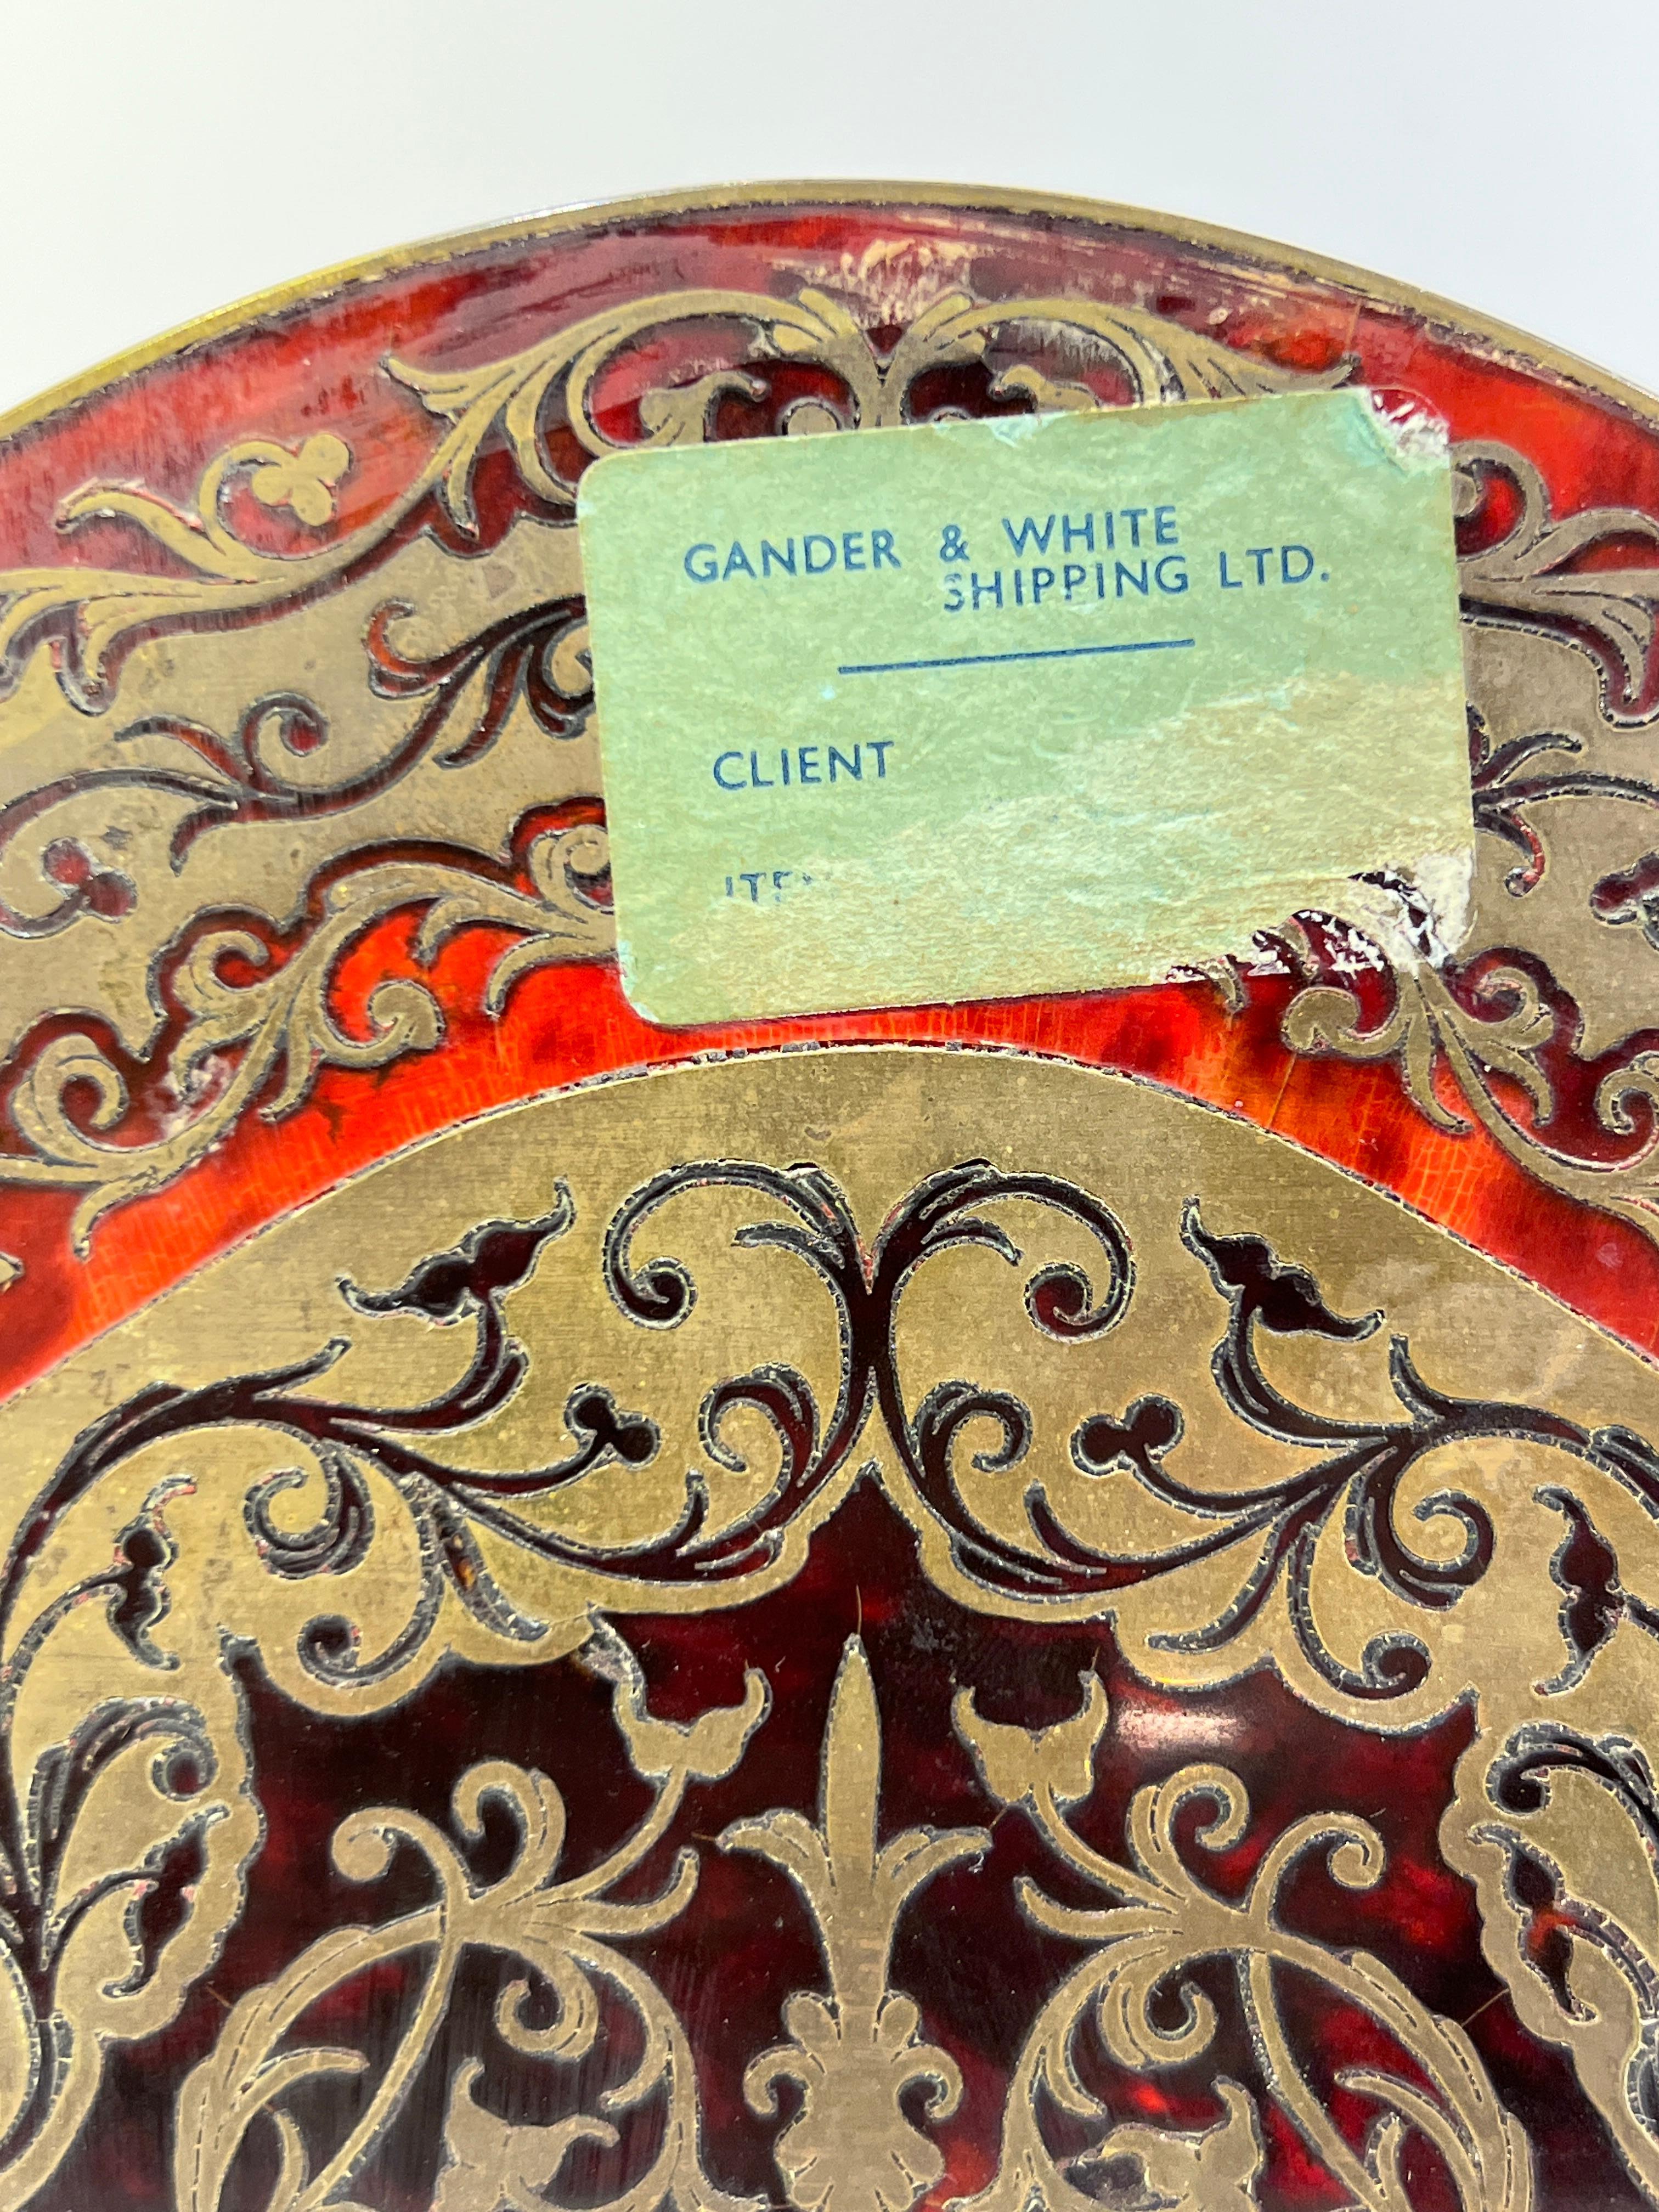 GANDER & WHITE
SHIPPING LTD.
CLIENT